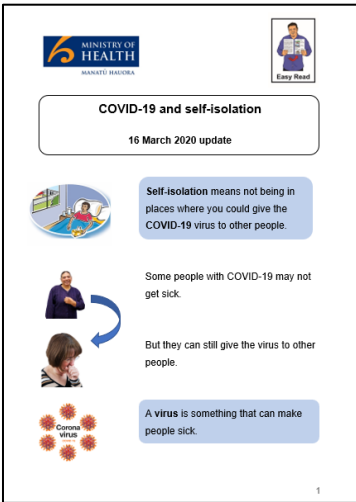 MINISTRY OF
HEALTH
MANATŪ HAUORA
Easy Read
COVID-19 and self-isolation
16 March 2020 update
Self-isolation means not being in
places where you could give the
COVID-19 virus to other people.
Some people with COVID-19 may not
get sick.
But they can still give the virus to other
people.
Corona
virus
A virus is something that can make
people sick.
1